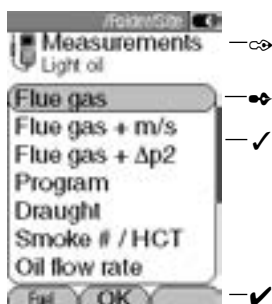 /Folder/Site
Measurements
Light oil
Flue gas
Flue gas + m/s
Flue gas + Δp2
Program
Draught
Smoke # / HCT
Oil flow rate
Fuel OK